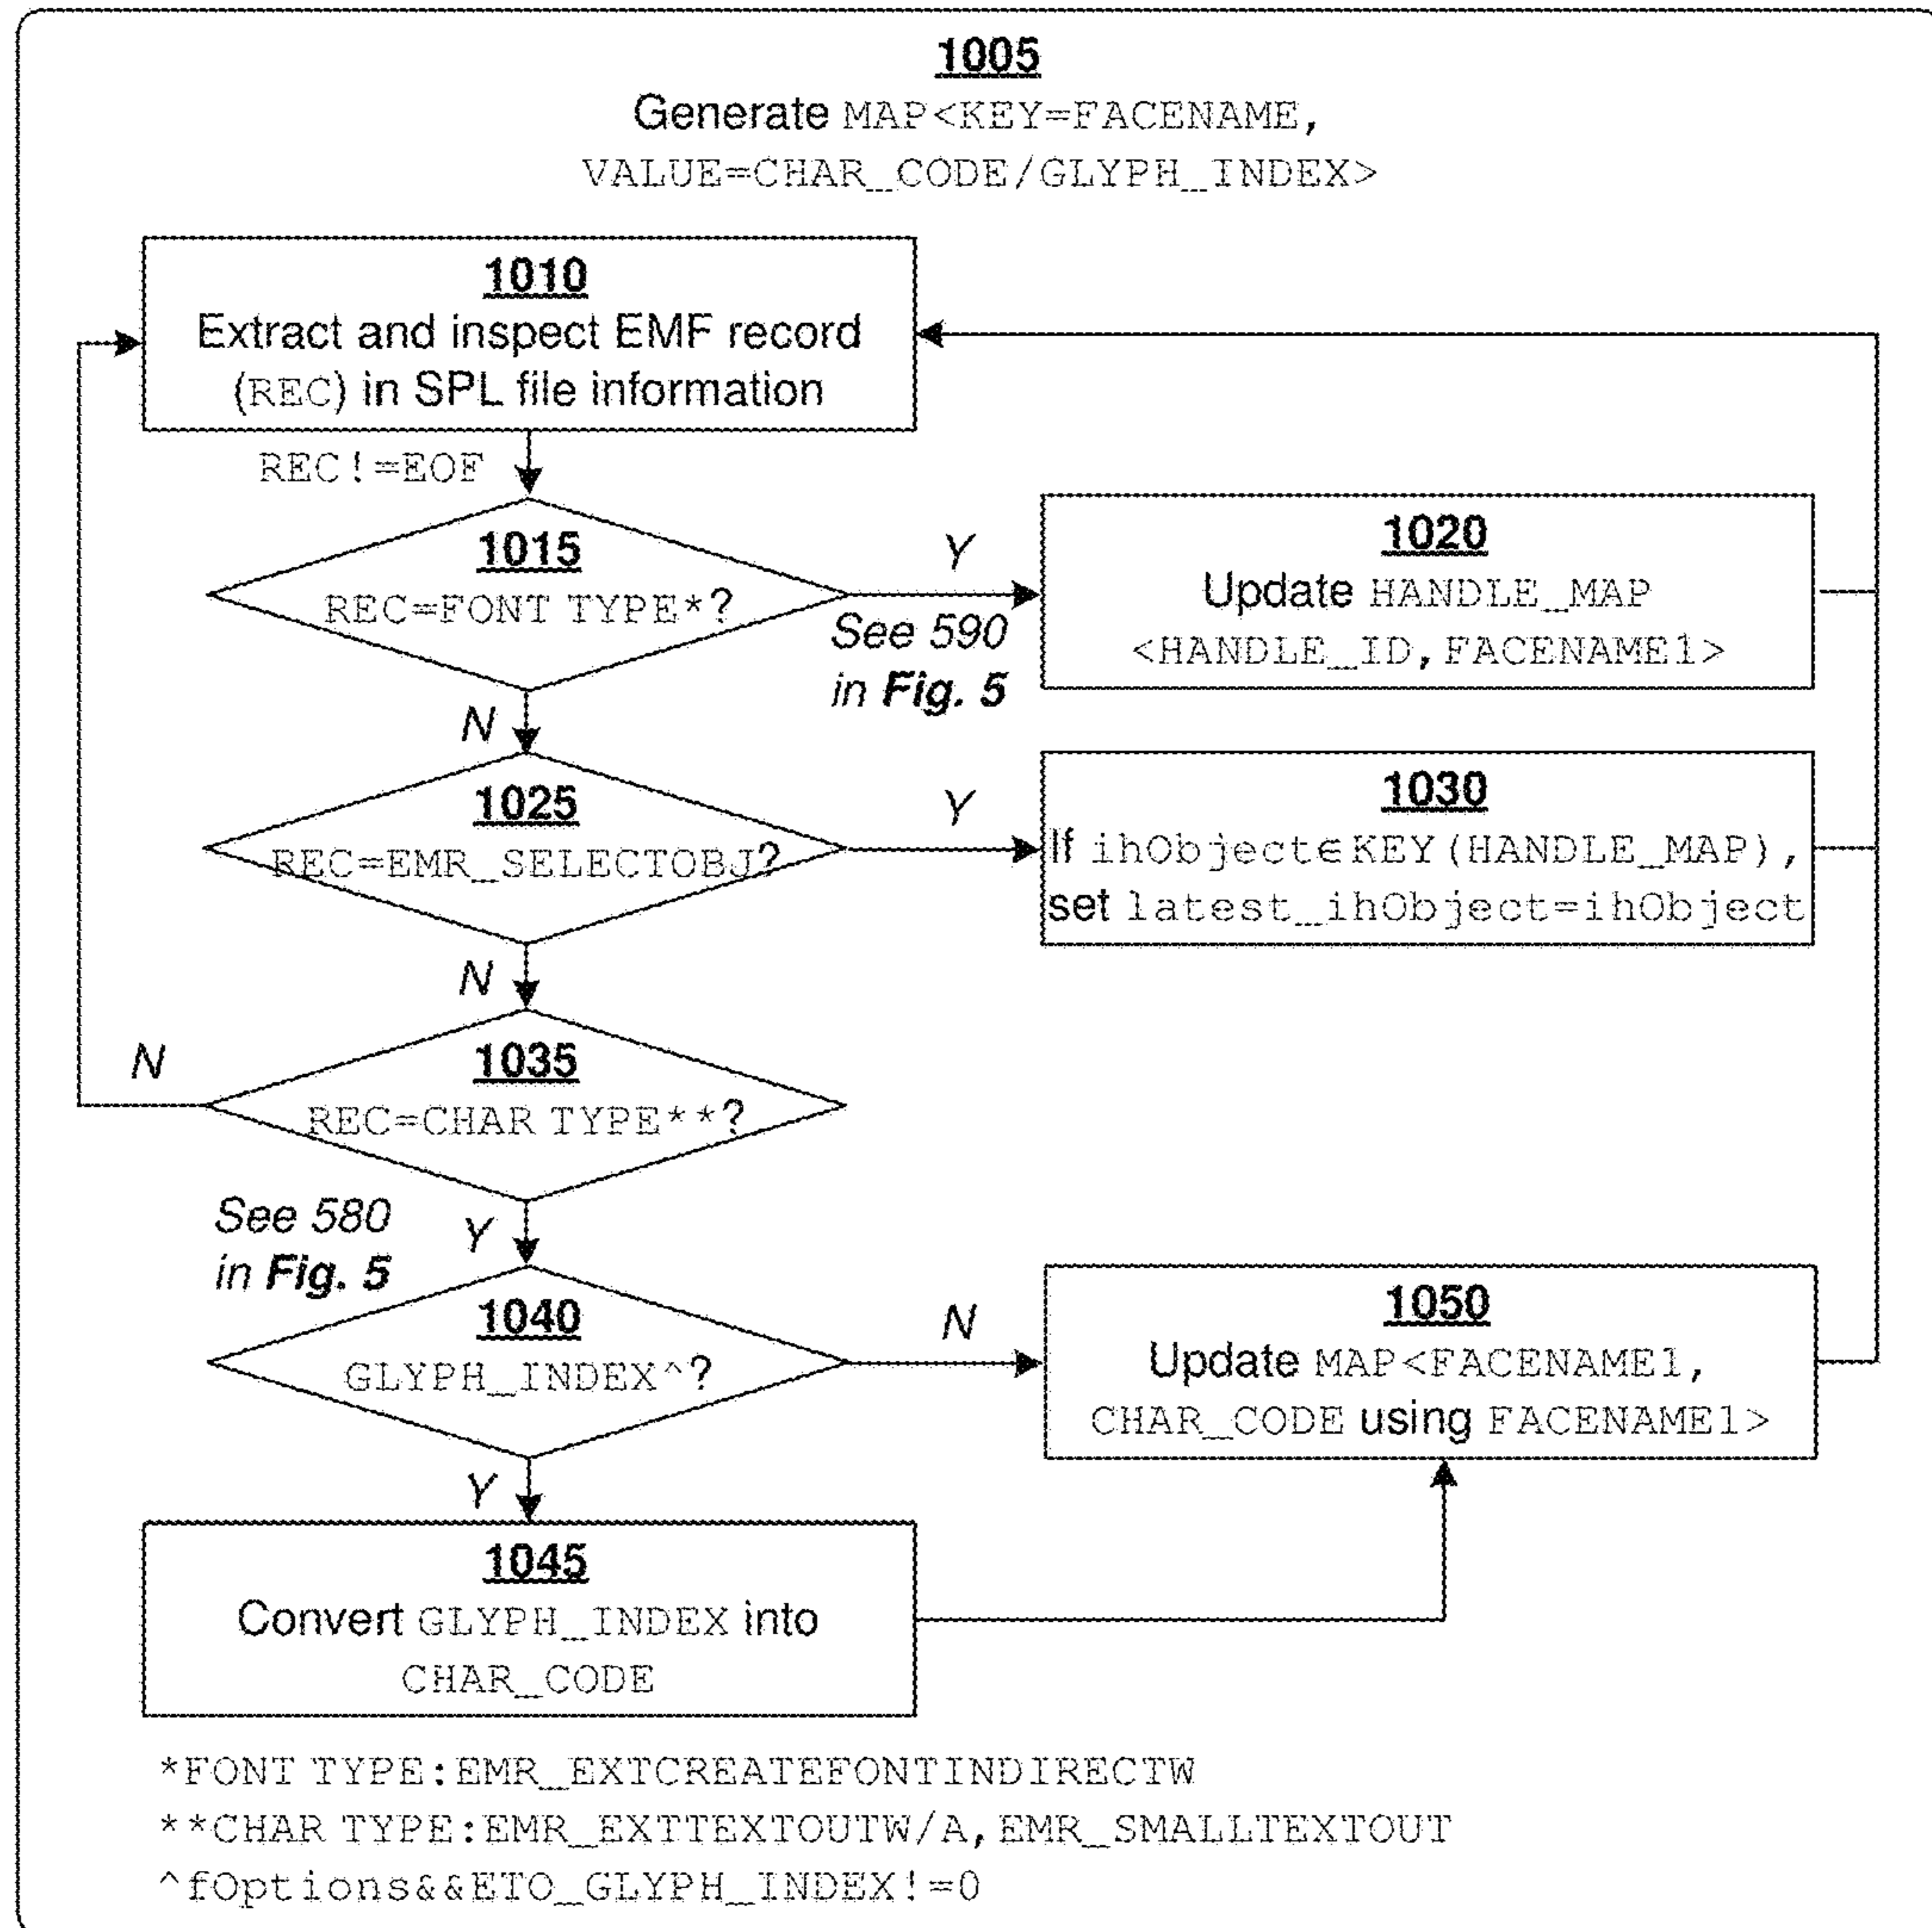 1005
Generate MAP<KEY=FACENAME,
VALUE=CHAR_CODE/GLYPH_INDEX>
1010
Extract and inspect EMF record
(REC) in SPL file information
REC!=EOF
1015
REC=FONT TYPE*?
Y
See 590
in Fig. 5
1020
Update HANDLE_MAP
<HANDLE_ID,FACENAME1>
N
1025
REC=EMR_SELECTOBJ?
Y
1030
If ihObject∈KEY(HANDLE_MAP),
set latest_ihObject=ihObject
N
1035
REC=CHAR TYPE**?
N
See 580
in Fig. 5
Y
1040
GLYPH_INDEX^?
N
1050
Update MAP<FACENAME1,
CHAR_CODE using FACENAME1>
Y
1045
Convert GLYPH_INDEX into
CHAR_CODE
*FONT TYPE:EMR_EXTCREATEFONTINDIRECTW
**CHAR TYPE:EMR_EXTTEXTOUTW/A,EMR_SMALLTEXTOUT
^fOptions&&ETO_GLYPH_INDEX!=0